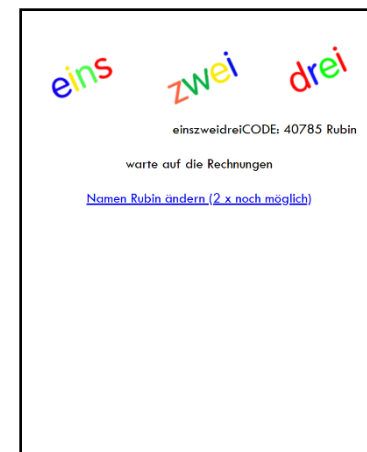 eins zwei drei
einszweidreiCODE: 40785 Rubin
warte auf die Rechnungen
Namen Rubin ändern (2 x noch möglich)